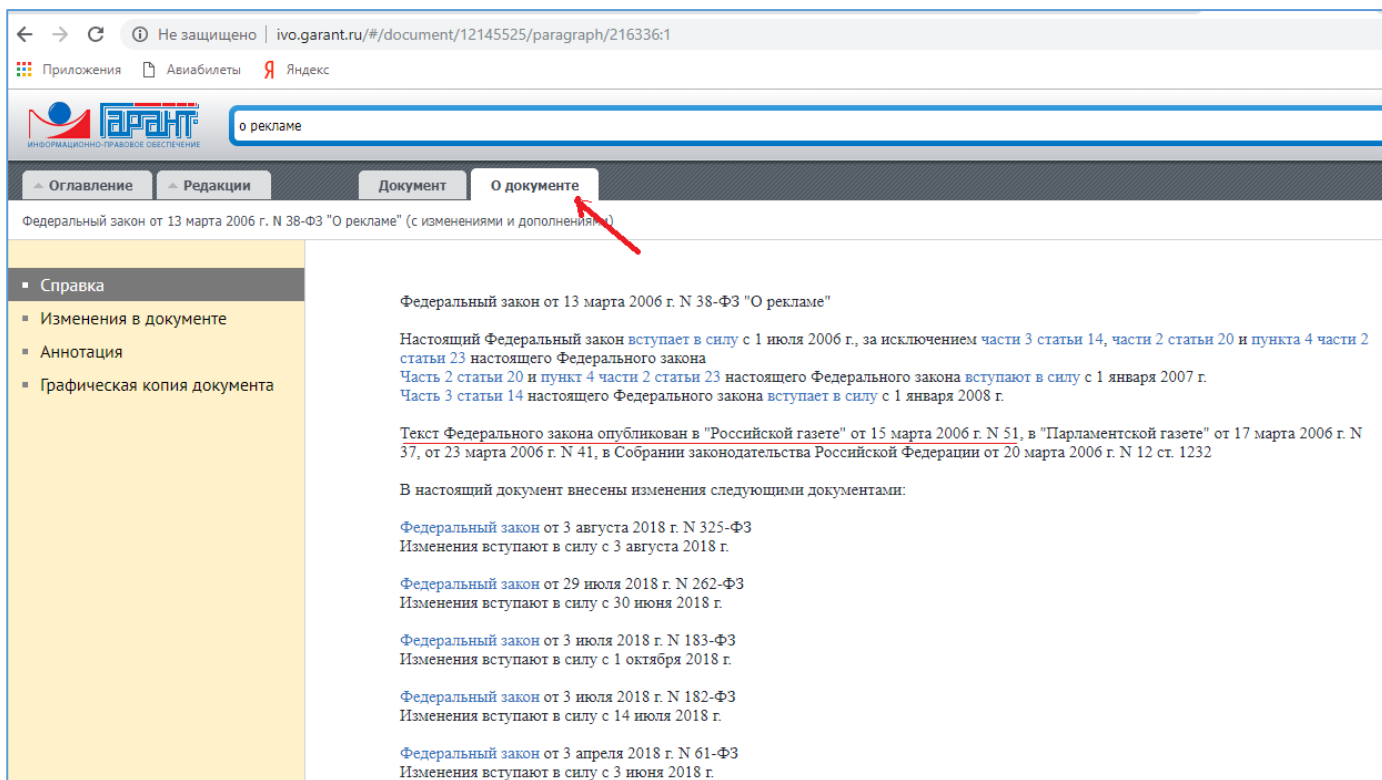 Не защищено | ivo.garant.ru/#/document/12145525/paragraph/216336:1
Приложения Авиабилеты Я Яндекс
ГАРАНТ
ИНФОРМАЦИОННО-ПРАВОВОЕ ОБЕСПЕЧЕНИЕ
о рекламе
Оглавление Редакции Документ О документе
Федеральный закон от 13 марта 2006 г. N 38-ФЗ "О рекламе" (с изменениями и дополнениями)
Справка
Изменения в документе
Аннотация
Графическая копия документа
Федеральный закон от 13 марта 2006 г. N 38-ФЗ "О рекламе"
Настоящий Федеральный закон вступает в силу с 1 июля 2006 г., за исключением части 3 статьи 14, части 2 статьи 20 и пункта 4 части 2
статьи 23 настоящего Федерального закона
Часть 2 статьи 20 и пункт 4 части 2 статьи 23 настоящего Федерального закона вступают в силу с 1 января 2007 г.
Часть 3 статьи 14 настоящего Федерального закона вступает в силу с 1 января 2008 г.
Текст Федерального закона опубликован в "Российской газете" от 15 марта 2006 г. N 51, в "Парламентской газете" от 17 марта 2006 г. N
37, от 23 марта 2006 г. N 41, в Собрании законодательства Российской Федерации от 20 марта 2006 г. N 12 ст. 1232
В настоящий документ внесены изменения следующими документами:
Федеральный закон от 3 августа 2018 г. N 325-ФЗ
Изменения вступают в силу с 3 августа 2018 г.
Федеральный закон от 29 июля 2018 г. N 262-ФЗ
Изменения вступают в силу с 30 июня 2018 г.
Федеральный закон от 3 июля 2018 г. N 183-ФЗ
Изменения вступают в силу с 1 октября 2018 г.
Федеральный закон от 3 июля 2018 г. N 182-ФЗ
Изменения вступают в силу с 14 июля 2018 г.
Федеральный закон от 3 апреля 2018 г. N 61-ФЗ
Изменения вступают в силу с 3 июня 2018 г.